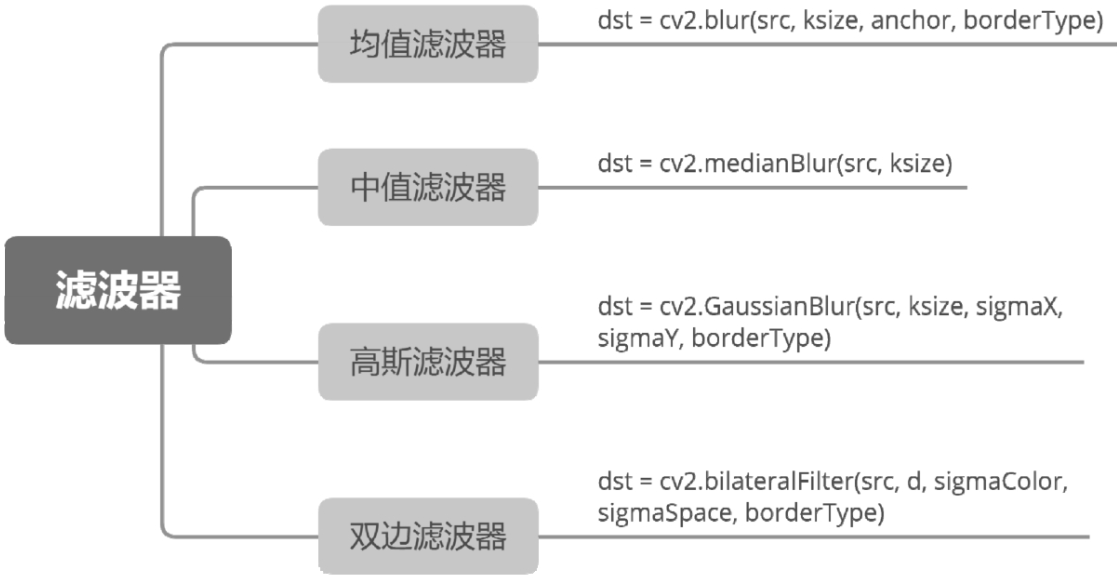 滤波器
均值滤波器
dst = cv2.blur(src, ksize, anchor, borderType)
中值滤波器
dst = cv2.medianBlur(src, ksize)
高斯滤波器
dst = cv2.GaussianBlur(src, ksize, sigmaX,
sigmaY, borderType)
双边滤波器
dst = cv2.bilateralFilter(src, d, sigmaColor,
sigmaSpace, borderType)